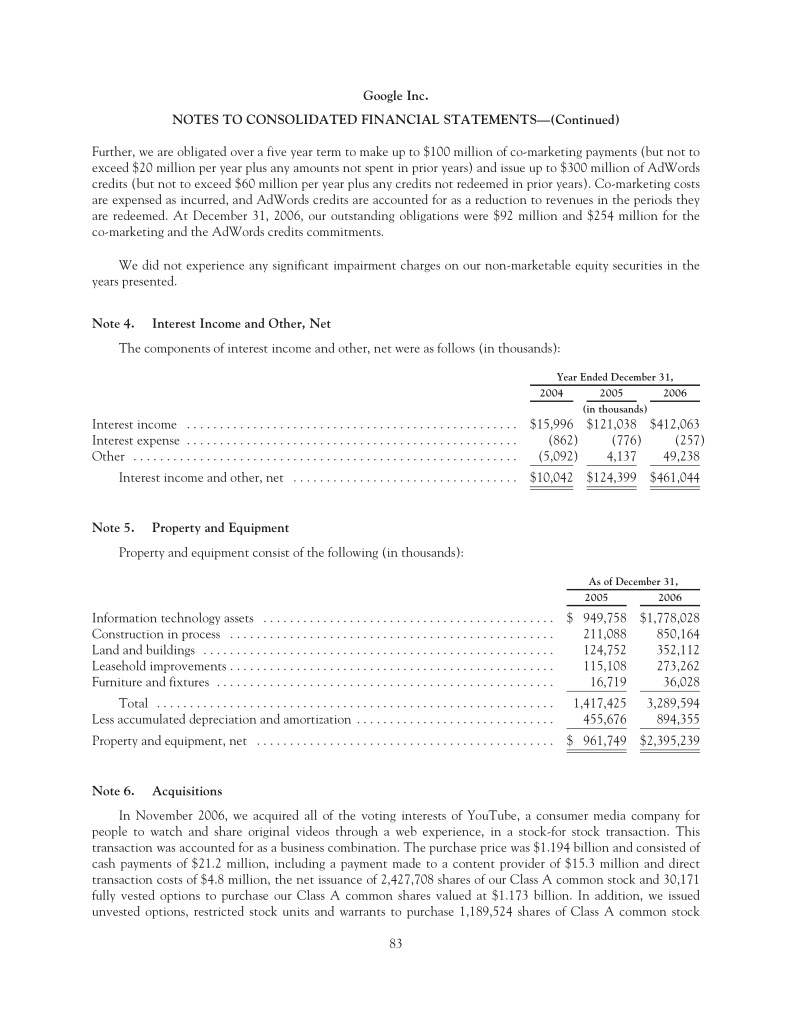 Google Inc.
NOTES TO CONSOLIDATED FINANCIAL STATEMENTS—(Continued)
Further, we are obligated over a five year term to make up to $100 million of co-marketing payments (but not to
exceed $20 million per year plus any amounts not spent in prior years) and issue up to $300 million of AdWords
credits (but not to exceed $60 million per year plus any credits not redeemed in prior years). Co-marketing costs
are expensed as incurred, and AdWords credits are accounted for as a reduction to revenues in the periods they
are redeemed. At December 31, 2006, our outstanding obligations were $92 million and $254 million for the
co-marketing and the AdWords credits commitments.
We did not experience any significant impairment charges on our non-marketable equity securities in the
years presented.
Note 4. Interest Income and Other, Net
The components of interest income and other, net were as follows (in thousands):
Year Ended December 31,
2004 2005 2006
(in thousands)
Interest income .................................................. $15,996 $121,038 $412,063
Interest expense .................................................. (862) (776) (257)
Other .......................................................... (5,092) 4,137 49,238
Interest income and other, net .................................. $10,042 $124,399 $461,044
Note 5. Property and Equipment
Property and equipment consist of the following (in thousands):
As of December 31,
2005 2006
Information technology assets ............................................ $ 949,758 $1,778,028
Construction in process ................................................. 211,088 850,164
Land and buildings ..................................................... 124,752 352,112
Leasehold improvements ................................................. 115,108 273,262
Furniture and fixtures ................................................... 16,719 36,028
Total ............................................................ 1,417,425 3,289,594
Less accumulated depreciation and amortization .............................. 455,676 894,355
Property and equipment, net ............................................. $ 961,749 $2,395,239
Note 6. Acquisitions
In November 2006, we acquired all of the voting interests of YouTube, a consumer media company for
people to watch and share original videos through a web experience, in a stock-for stock transaction. This
transaction was accounted for as a business combination. The purchase price was $1.194 billion and consisted of
cash payments of $21.2 million, including a payment made to a content provider of $15.3 million and direct
transaction costs of $4.8 million, the net issuance of 2,427,708 shares of our Class A common stock and 30,171
fully vested options to purchase our Class A common shares valued at $1.173 billion. In addition, we issued
unvested options, restricted stock units and warrants to purchase 1,189,524 shares of Class A common stock
83